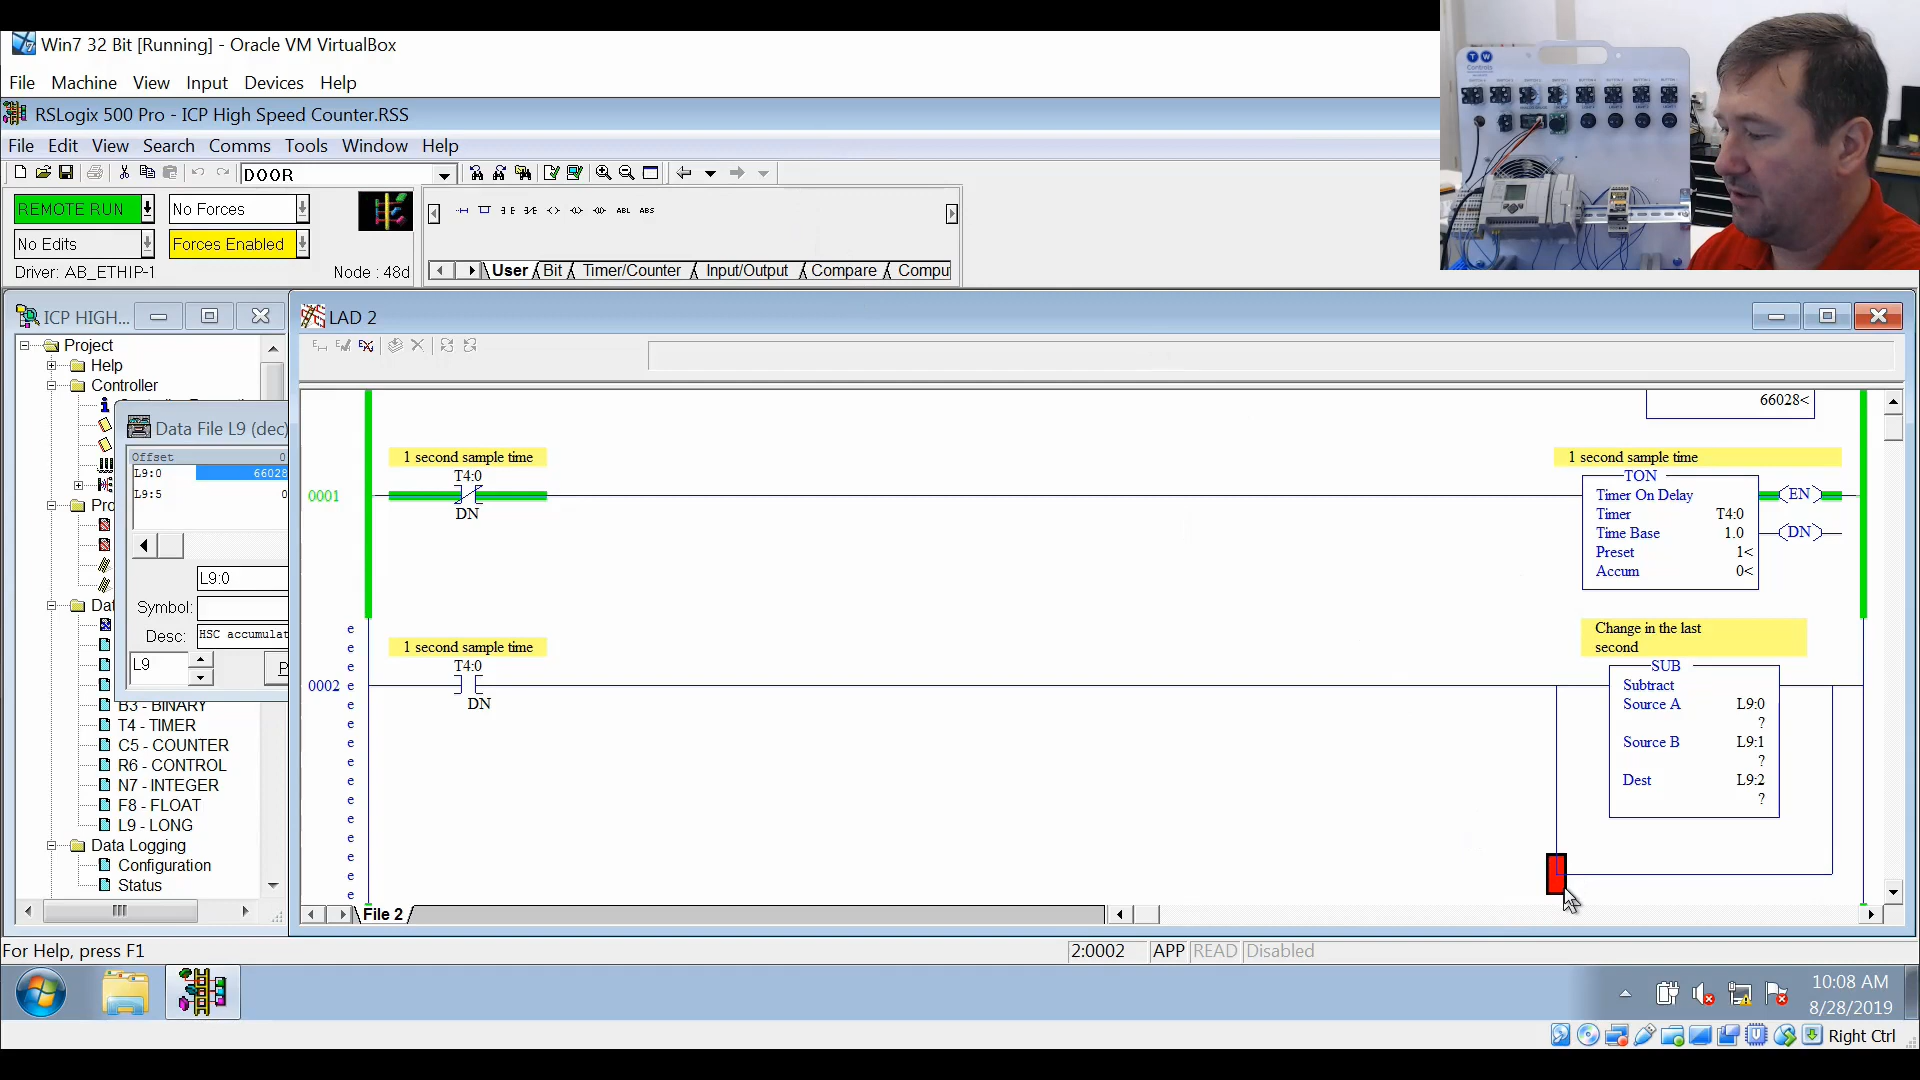 Win7 32 Bit [Running] - Oracle VM VirtualBox
File Machine View Input Devices Help
RSLogix 500 Pro - ICP High Speed Counter.RSS
File Edit View Search Comms Tools Window Help
DOOR
REMOTE RUN
No Forces
No Edits
Forces Enabled
Driver: AB_ETHIP-1
Node : 48d
ABL
ABS
User Bit Timer/Counter Input/Output Compare Compu
ICP HIGH...
LAD 2
Project
Help
Controller
Data File L9 (dec)
Offset 0
L9:0 66028
L9:5 0
L9:0
Symbol:
Desc: HSC accumulat
L9
P
Pro
Dat
B3 - BINARY
T4 - TIMER
C5 - COUNTER
R6 - CONTROL
N7 - INTEGER
F8 - FLOAT
L9 - LONG
Data Logging
Configuration
Status
66028<
1 second sample time
T4:0
0001
DN
1 second sample time
TON
Timer On Delay
Timer T4:0
Time Base 1.0
Preset 1<
Accum 0<
EN
DN
e
e
e
0002 e
e
e
e
e
e
e
e
e
e
e
e
1 second sample time
T4:0
DN
Change in the last
second
SUB
Subtract
Source A L9:0
?
Source B L9:1
?
Dest L9:2
?
File 2
For Help, press F1
2:0002 APP READ Disabled
10:08 AM
8/28/2019
Right Ctrl
T W
Controls